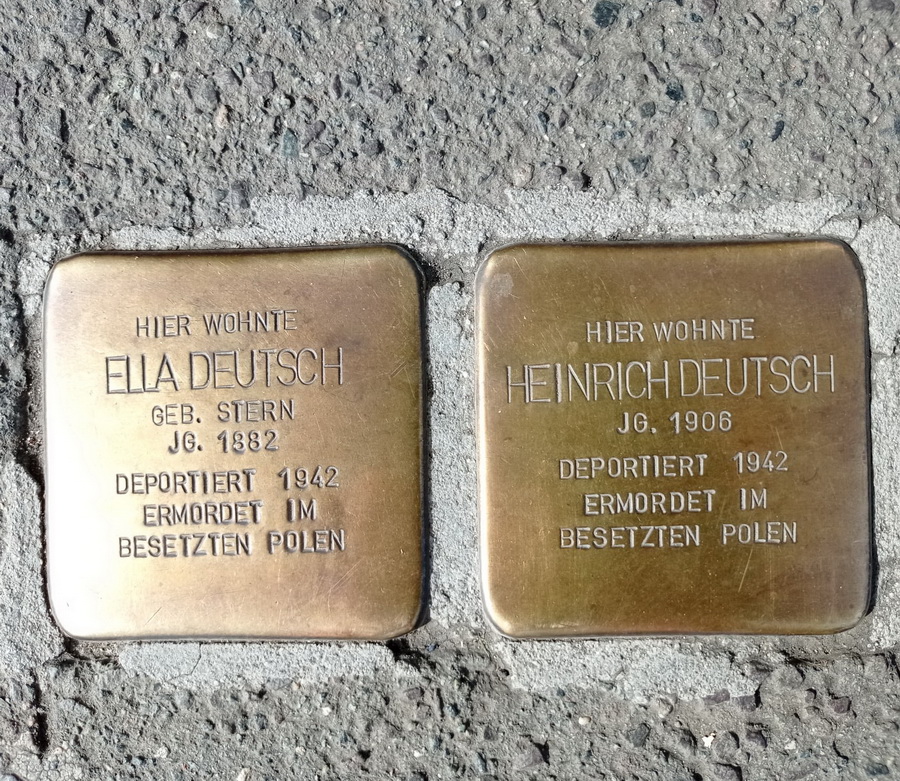 HIER WOHNTE
ELLA DEUTSCH
GEB. STERN
JG. 1882
DEPORTIERT 1942
ERMORDET IM
BESETZTEN POLEN
HIER WOHNTE
HEINRICH DEUTSCH
JG. 1906
DEPORTIERT 1942
ERMORDET IM
BESETZTEN POLEN